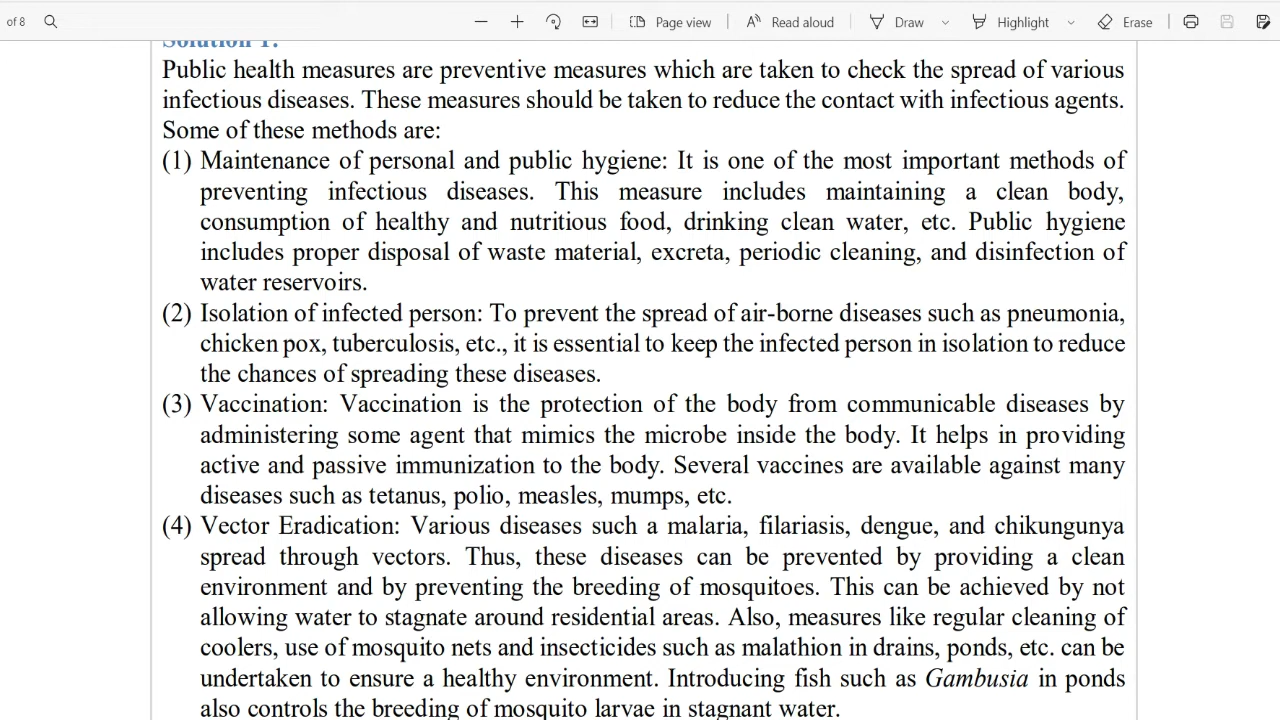 of 8
Page view
Read aloud
Draw
Highlight
Erase
Solution 1:
Public health measures are preventive measures which are taken to check the spread of various
infectious diseases. These measures should be taken to reduce the contact with infectious agents.
Some of these methods are:
(1) Maintenance of personal and public hygiene: It is one of the most important methods of
preventing infectious diseases. This measure includes maintaining a clean body,
consumption of healthy and nutritious food, drinking clean water, etc. Public hygiene
includes proper disposal of waste material, excreta, periodic cleaning, and disinfection of
water reservoirs.
(2) Isolation of infected person: To prevent the spread of air-borne diseases such as pneumonia,
chicken pox, tuberculosis, etc., it is essential to keep the infected person in isolation to reduce
the chances of spreading these diseases.
(3) Vaccination: Vaccination is the protection of the body from communicable diseases by
administering some agent that mimics the microbe inside the body. It helps in providing
active and passive immunization to the body. Several vaccines are available against many
diseases such as tetanus, polio, measles, mumps, etc.
(4) Vector Eradication: Various diseases such a malaria, filariasis, dengue, and chikungunya
spread through vectors. Thus, these diseases can be prevented by providing a clean
environment and by preventing the breeding of mosquitoes. This can be achieved by not
allowing water to stagnate around residential areas. Also, measures like regular cleaning of
coolers, use of mosquito nets and insecticides such as malathion in drains, ponds, etc. can be
undertaken to ensure a healthy environment. Introducing fish such as Gambusia in ponds
also controls the breeding of mosquito larvae in stagnant water.